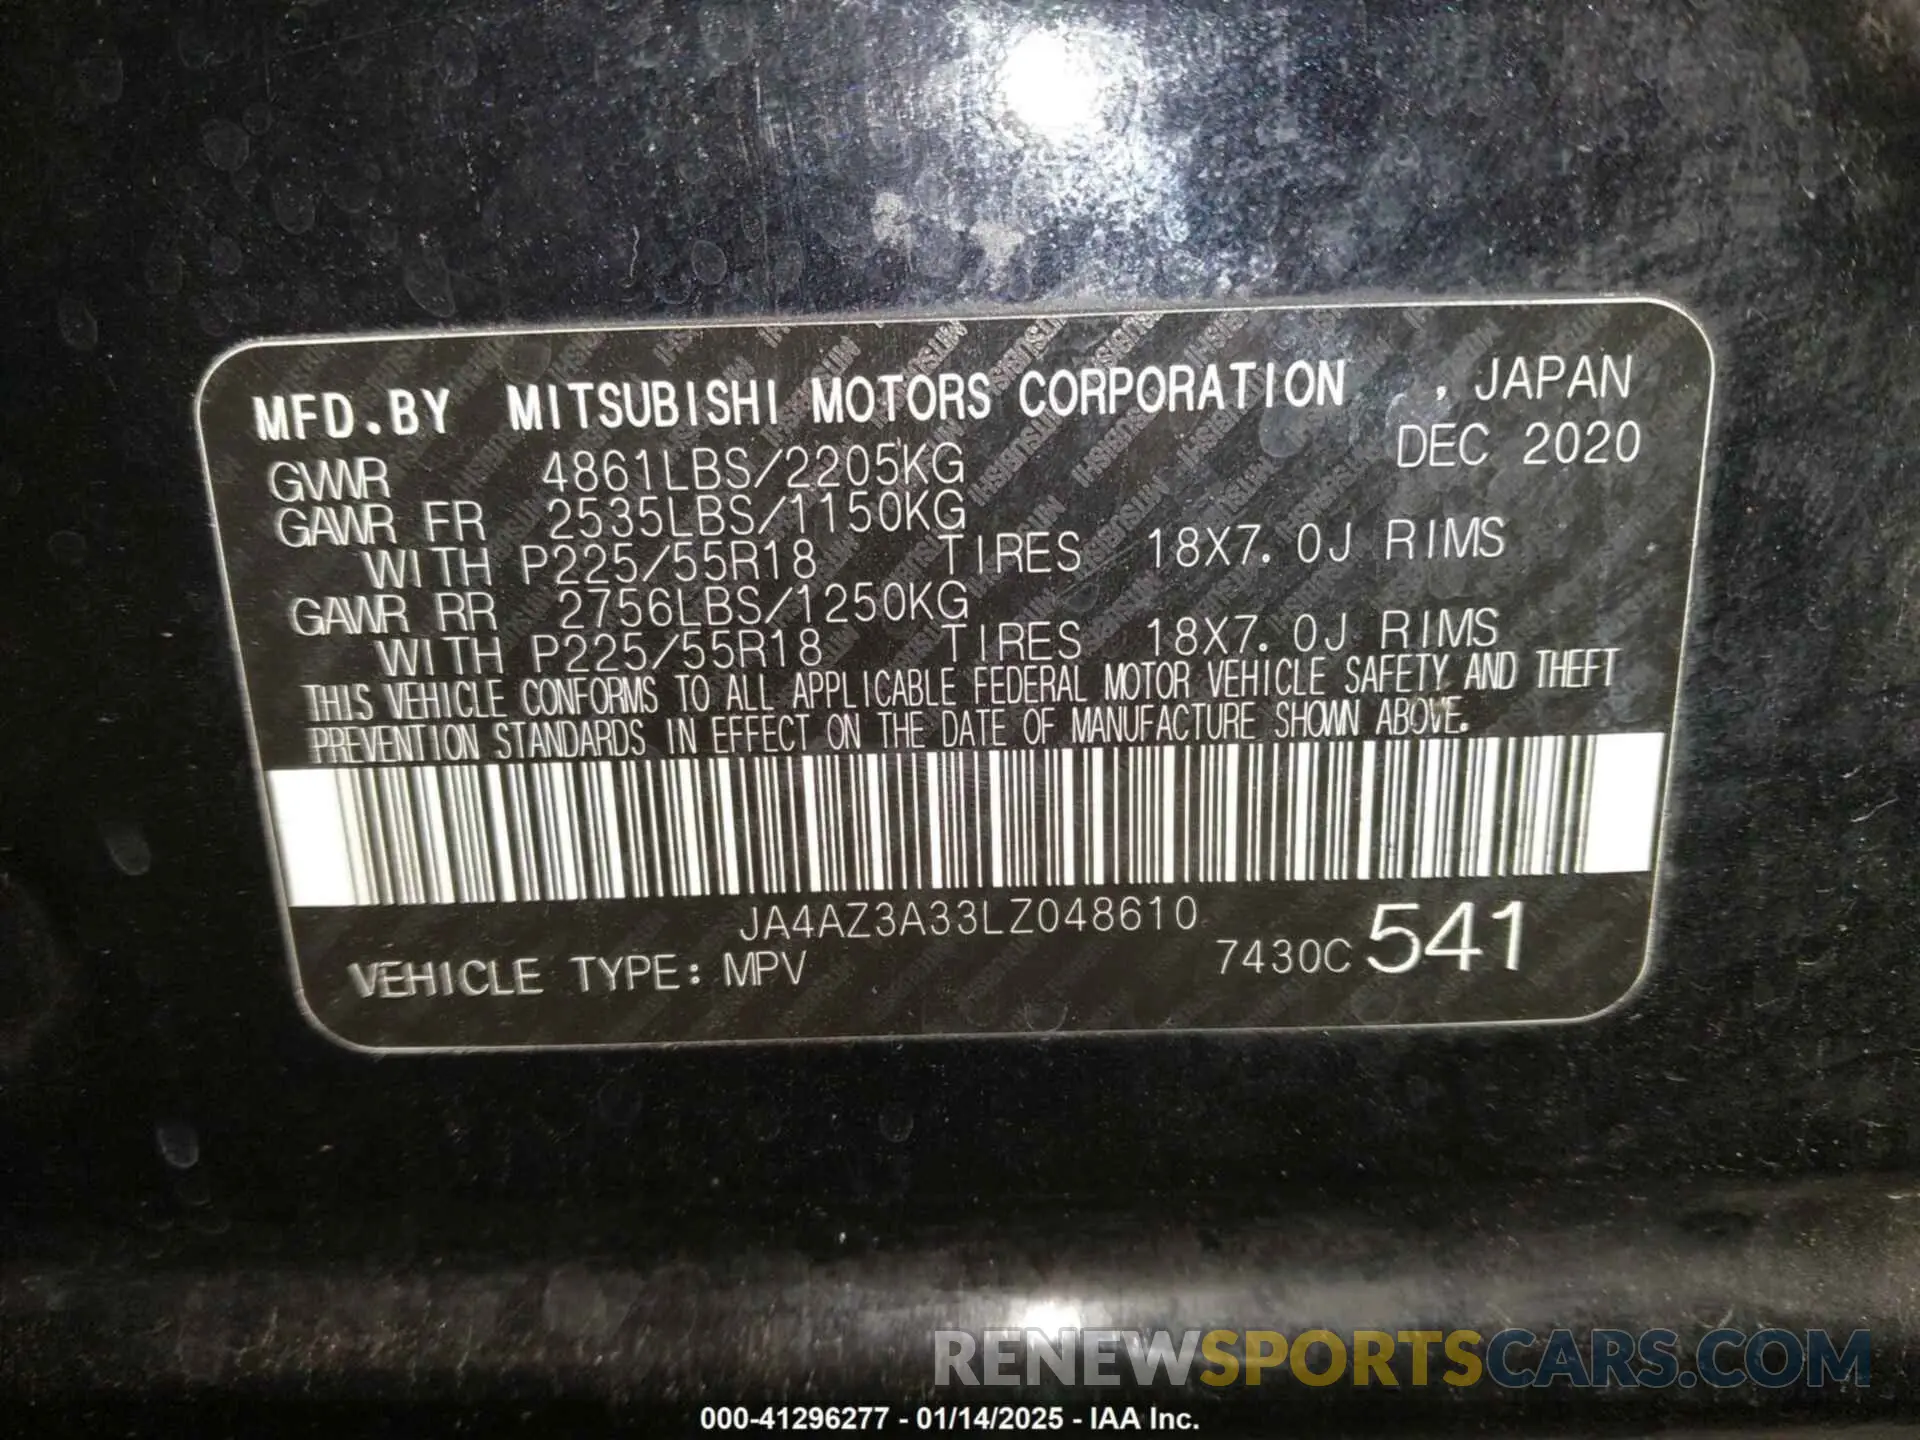 MFD.BY MITSUBISHI MOTORS CORPORATION , JAPAN
GVWR 4861LBS/2205KG DEC 2020
GAWR FR 2535LBS/1150KG
WITH P225/55R18 TIRES 18X7.0J RIMS
GAWR RR 2756LBS/1250KG
WITH P225/55R18 TIRES 18X7.0J RIMS
THIS VEHICLE CONFORMS TO ALL APPLICABLE FEDERAL MOTOR VEHICLE SAFETY AND THEFT
PREVENTION STANDARDS IN EFFECT ON THE DATE OF MANUFACTURE SHOWN ABOVE.
JA4AZ3A33LZ048610
VEHICLE TYPE: MPV 7430C 541
RENEWSPORTSCARS.COM
000-41296277 - 01/14/2025 - IAA Inc.